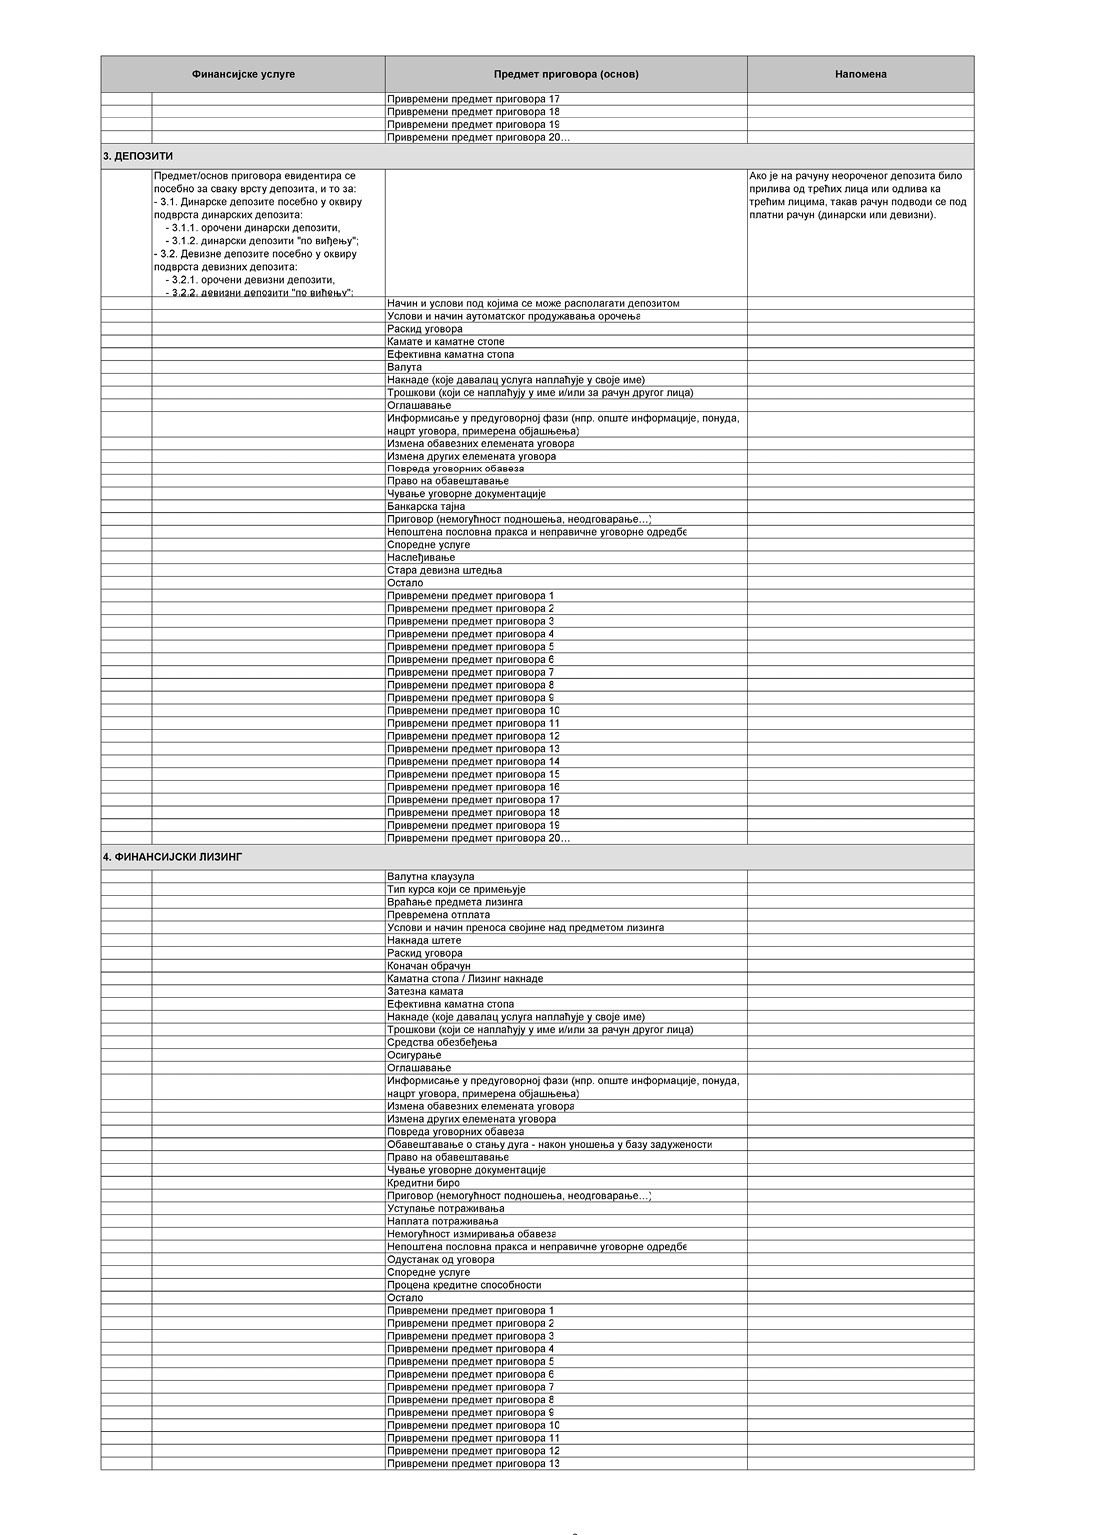 Финансијске услуге
Предмет приговора (основ)
Напомена
Привремени предмет приговора 17
Привремени предмет приговора 18
Привремени предмет приговора 19
Привремени предмет приговора 20...
3. ДЕПОЗИТИ
Предмет/основ приговора евидентира се
посебно за сваку врсту депозита, и то за:
- 3.1. Динарске депозите посебно у оквиру
подврста динарских депозита:
- 3.1.1. орочени динарски депозити,
- 3.1.2. динарски депозити "по виђењу";
- 3.2. Девизне депозите посебно у оквиру
подврста девизних депозита:
- 3.2.1. орочени девизни депозити,
- 3.2.2. девизни депозити "по виђењу";
Ако је на рачуну неороченог депозита било
прилива од трећих лица или одлива ка
трећим лицима, такав рачун подводи се под
платни рачун (динарски или девизни).
Начин и услови под којима се може располагати депозитом
Услови и начин аутоматског продужавања орочења
Раскид уговора
Камате и каматне стопе
Ефективна каматна стопа
Валута
Накнаде (које давалац услуга наплаћује у своје име)
Трошкови (који се наплаћују у име и/или за рачун другог лица)
Оглашавање
Информисање у предуговорној фази (нпр. опште информације, понуда,
нацрт уговора, примерена објашњења)
Измена обавезних елемената уговора
Измена других елемената уговора
Повреда уговорних обавеза
Право на обавештавање
Чување уговорне документације
Банкарска тајна
Приговор (немогућност подношења, неодговарање...)
Непоштена пословна пракса и неправичне уговорне одредбе
Споредне услуге
Наслеђивање
Стара девизна штедња
Остало
Привремени предмет приговора 1
Привремени предмет приговора 2
Привремени предмет приговора 3
Привремени предмет приговора 4
Привремени предмет приговора 5
Привремени предмет приговора 6
Привремени предмет приговора 7
Привремени предмет приговора 8
Привремени предмет приговора 9
Привремени предмет приговора 10
Привремени предмет приговора 11
Привремени предмет приговора 12
Привремени предмет приговора 13
Привремени предмет приговора 14
Привремени предмет приговора 15
Привремени предмет приговора 16
Привремени предмет приговора 17
Привремени предмет приговора 18
Привремени предмет приговора 19
Привремени предмет приговора 20...
4. ФИНАНСИЈСКИ ЛИЗИНГ
Валутна клаузула
Тип курса који се примењује
Враћање предмета лизинга
Превремена отплата
Услови и начин преноса својине над предметом лизинга
Накнада штете
Раскид уговора
Коначан обрачун
Каматна стопа / Лизинг накнаде
Затезна камата
Ефективна каматна стопа
Накнаде (које давалац услуга наплаћује у своје име)
Трошкови (који се наплаћују у име и/или за рачун другог лица)
Средства обезбеђења
Осигурање
Оглашавање
Информисање у предуговорној фази (нпр. опште информације, понуда,
нацрт уговора, примерена објашњења)
Измена обавезних елемената уговора
Измена других елемената уговора
Повреда уговорних обавеза
Обавештавање о стању дуга - након уношења у базу задужености
Право на обавештавање
Чување уговорне документације
Кредитни биро
Приговор (немогућност подношења, неодговарање...)
Уступање потраживања
Наплата потраживања
Немогућност измиривања обавеза
Непоштена пословна пракса и неправичне уговорне одредбе
Одустанак од уговора
Споредне услуге
Процена кредитне способности
Остало
Привремени предмет приговора 1
Привремени предмет приговора 2
Привремени предмет приговора 3
Привремени предмет приговора 4
Привремени предмет приговора 5
Привремени предмет приговора 6
Привремени предмет приговора 7
Привремени предмет приговора 8
Привремени предмет приговора 9
Привремени предмет приговора 10
Привремени предмет приговора 11
Привремени предмет приговора 12
Привремени предмет приговора 13